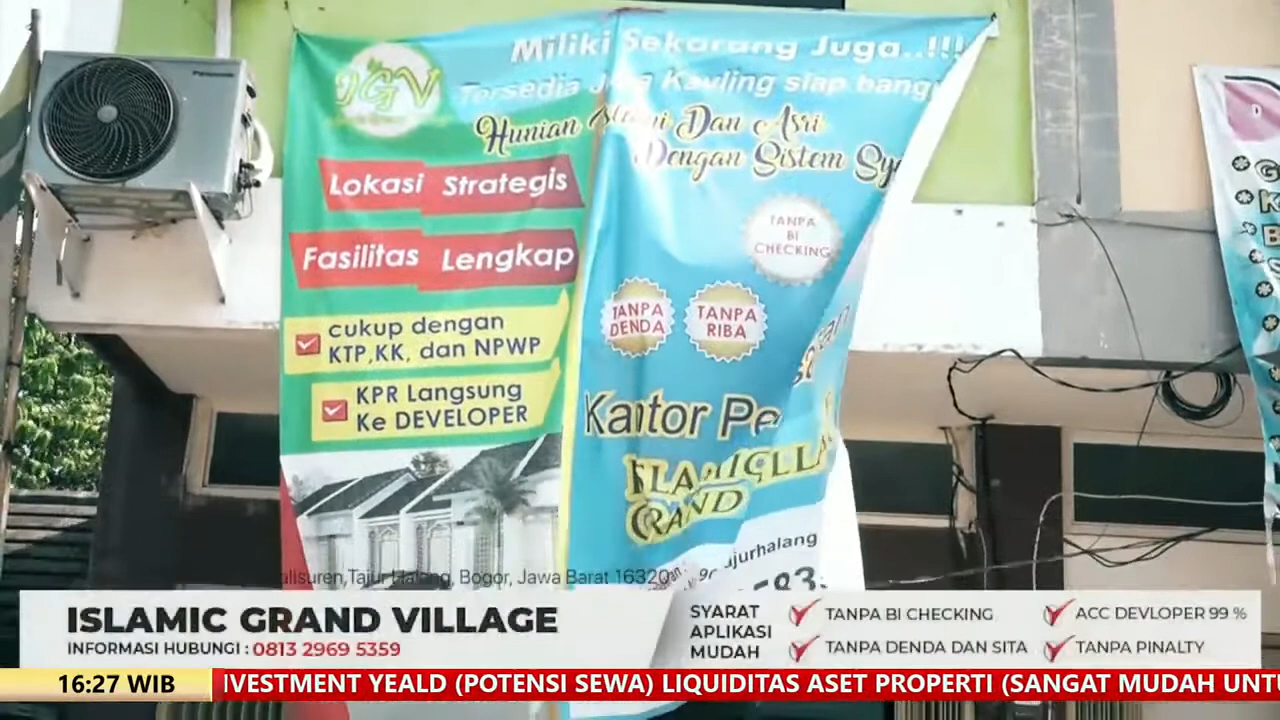 Panasonic
IGV
Miliki Sekarang Juga..!!!
Tersedia Kavling siap
Hunian Dan Asri
Dengan Sistem
Lokasi Strategis
Fasilitas Lengkap
TANPA
BI
CHECKING
TANPA
DENDA
TANPA
RIBA
cukup dengan
KTP,KK, dan NPWP
KPR Langsung
Ke DEVELOPER
Kantor Pe
GRAND
ujurhalang
alisuren,Tajur Halang, Bogor, Jawa Barat 16320
ISLAMIC GRAND VILLAGE
INFORMASI HUBUNGI : 0813 2969 5359
SYARAT
APLIKASI
MUDAH
TANPA BI CHECKING
ACC DEVLOPER 99 %
TANPA DENDA DAN SITA
TANPA PINALTY
16:27 WIB
IVESTMENT YEALD (POTENSI SEWA) LIQUIDITAS ASET PROPERTI (SANGAT MUDAH UNTU